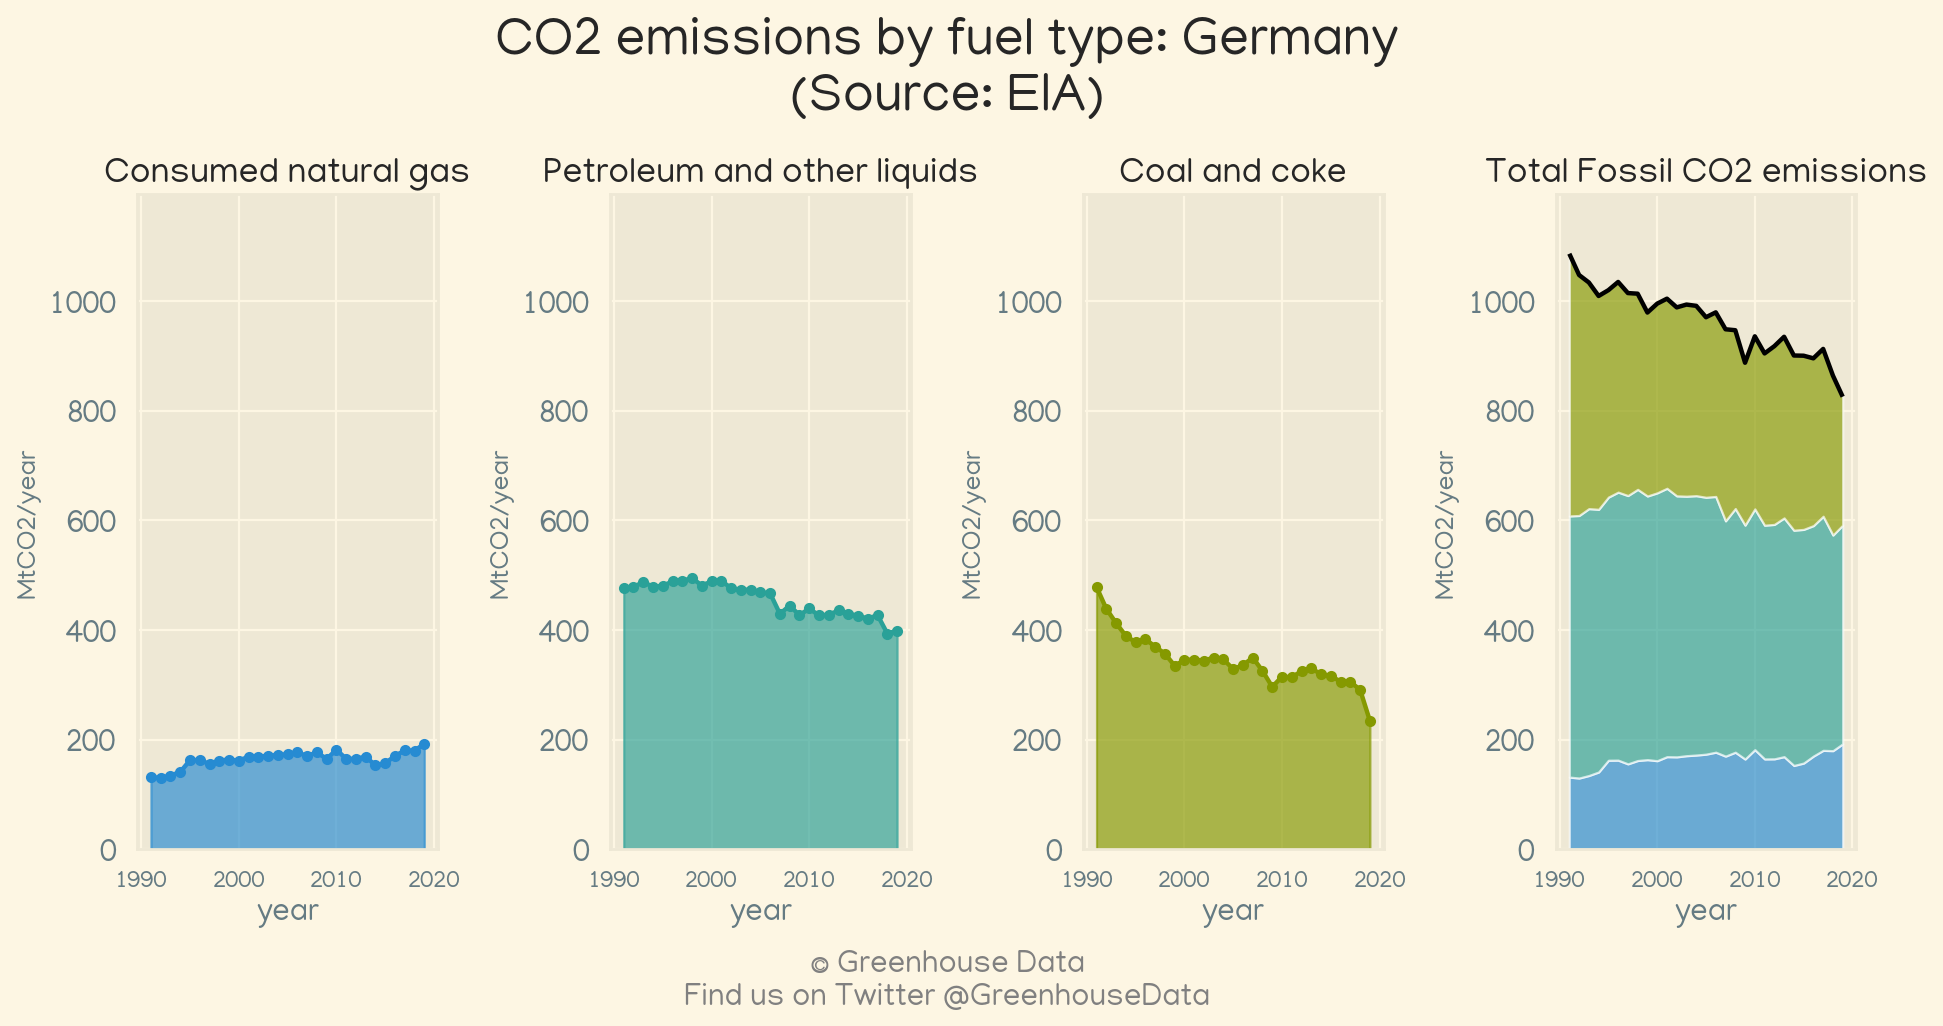 CO2 emissions by fuel type: Germany
(Source: EIA)
Consumed natural gas
MtCO2/year
1000
800
600
400
200
0
1990 2000 2010 2020
year
Petroleum and other liquids
MtCO2/year
1000
800
600
400
200
0
1990 2000 2010 2020
year
Coal and coke
MtCO2/year
1000
800
600
400
200
0
1990 2000 2010 2020
year
Total Fossil CO2 emissions
MtCO2/year
1000
800
600
400
200
0
1990 2000 2010 2020
year
© Greenhouse Data
Find us on Twitter @GreenhouseData